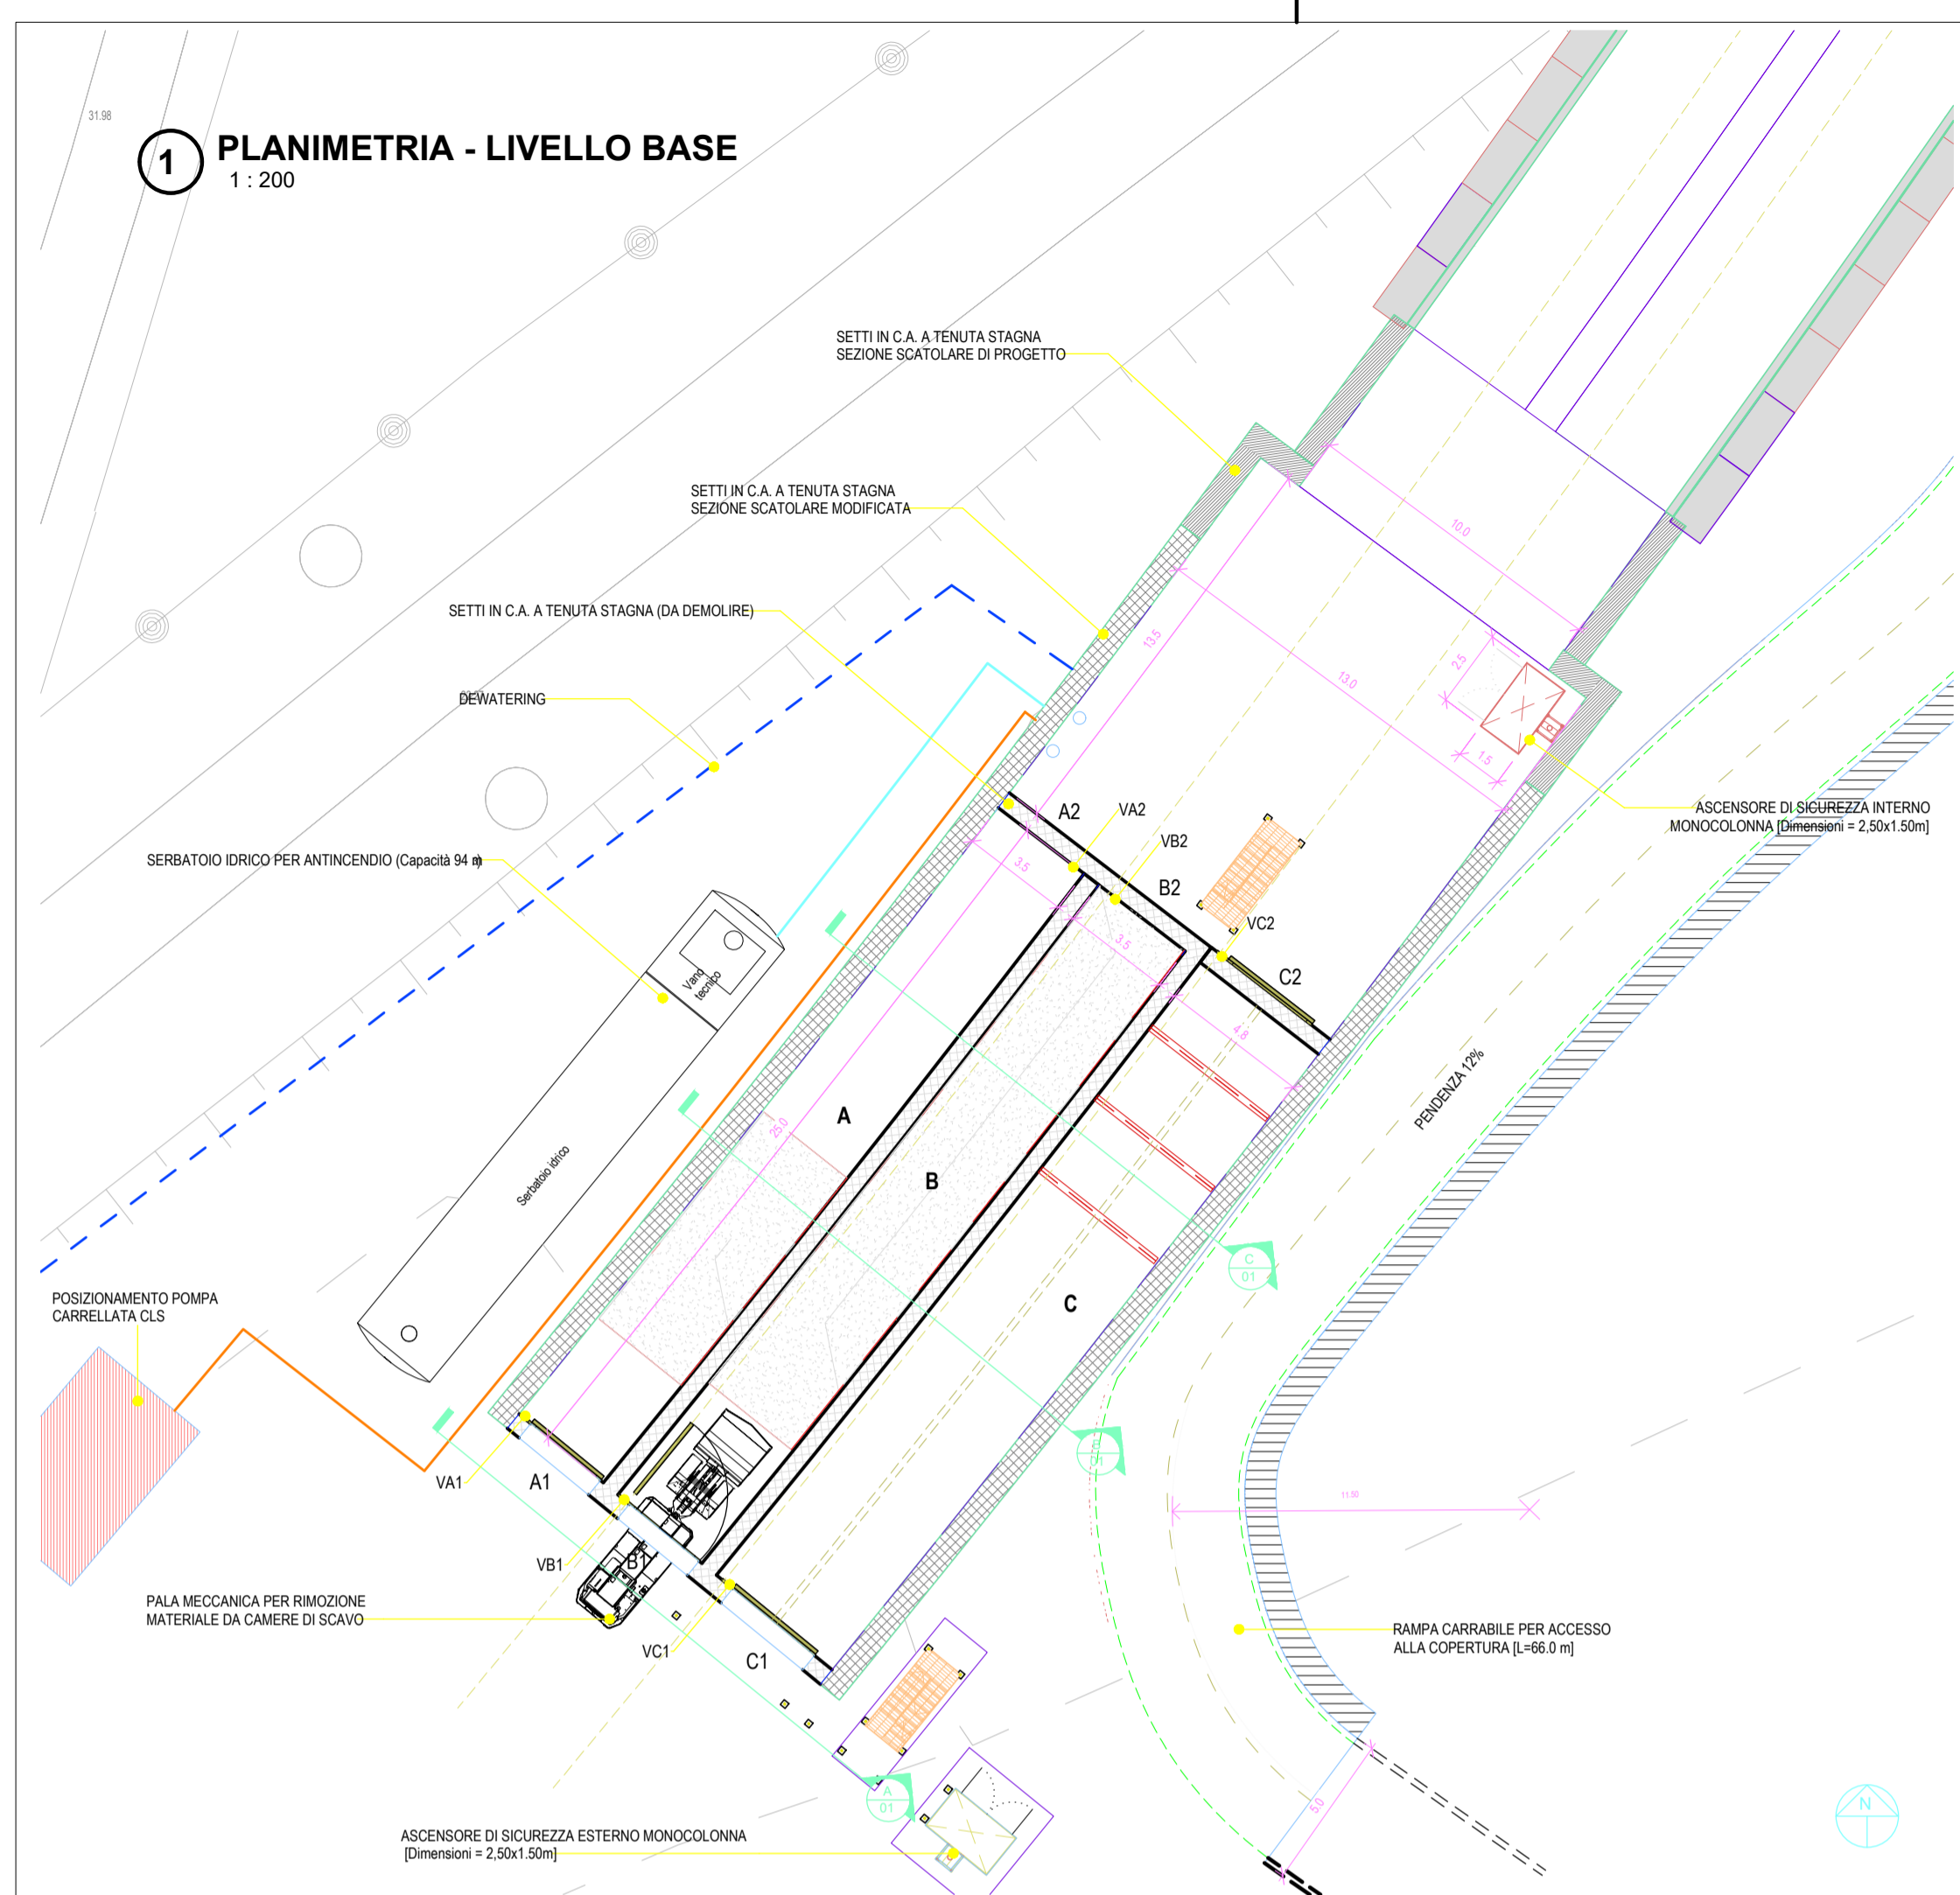 31.98
1
PLANIMETRIA - LIVELLO BASE
1 : 200
SETTI IN C.A. A TENUTA STAGNA
SEZIONE SCATOLARE DI PROGETTO
SETTI IN C.A. A TENUTA STAGNA
SEZIONE SCATOLARE MODIFICATA
10.0
SETTI IN C.A. A TENUTA STAGNA (DA DEMOLIRE)
13.5
13.0
2.5
DEWATERING
1.5
A2
VA2
ASCENSORE DI SICUREZZA INTERNO
MONOCOLONNA [Dimensioni = 2,50x1.50m]
VB2
SERBATOIO IDRICO PER ANTINCENDIO (Capacità 94 m)
3.5
B2
VC2
3.5
Vano
tecnico
C2
4.8
PENDENZA 12%
A
25.0
B
Serbatoio idrico
C
01
C
POSIZIONAMENTO POMPA
CARRELLATA CLS
VA1
A1
11.50
VB1
B1
PALA MECCANICA PER RIMOZIONE
MATERIALE DA CAMERE DI SCAVO
VC1
C1
RAMPA CARRABILE PER ACCESSO
ALLA COPERTURA [L=66.0 m]
A
01
5.0
N
ASCENSORE DI SICUREZZA ESTERNO MONOCOLONNA
[Dimensioni = 2,50x1.50m]